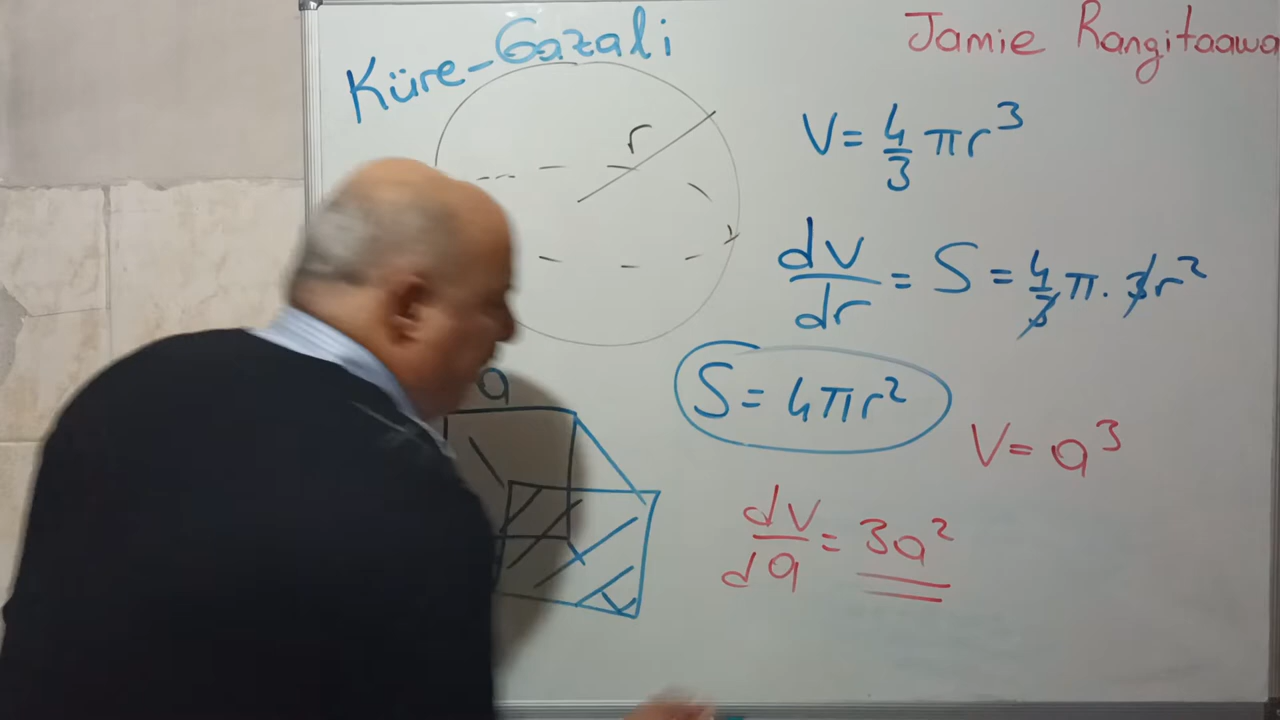 Küre-Gazali
Jamie Rangitaawa
r
V = 4/3 πr³
dV/dr = S = 4/3 π. 3r²
S = 4πr²
a
V = a³
dV/da = 3a²